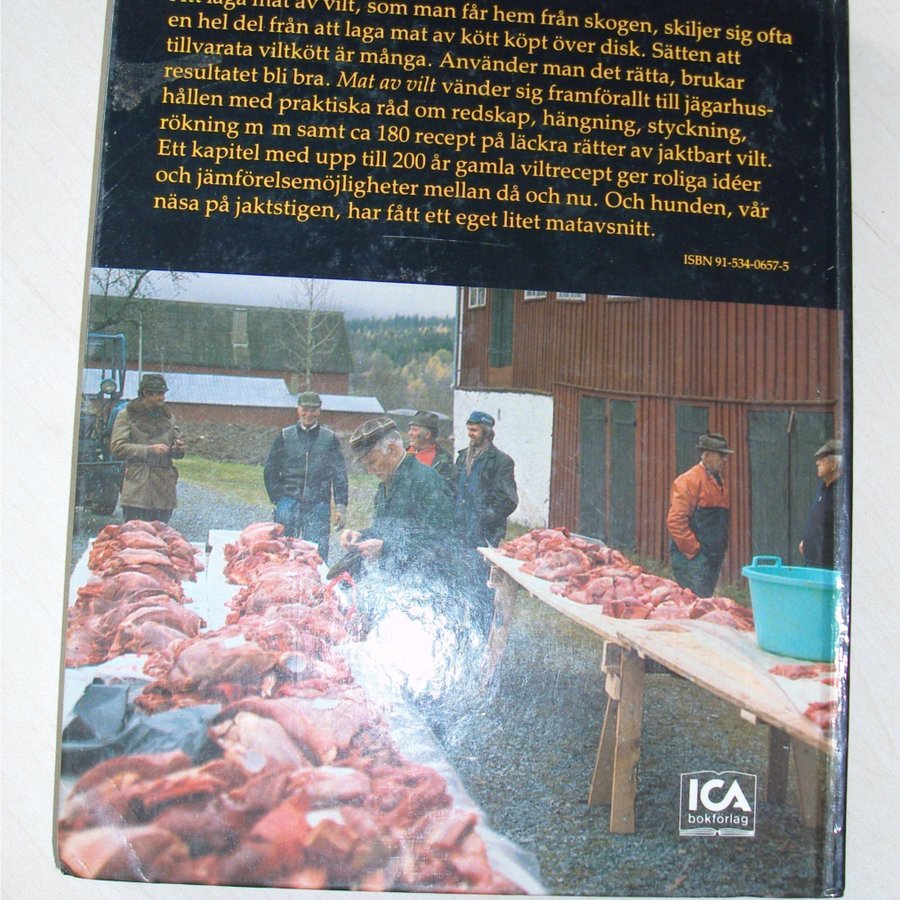 Att laga mat av vilt, som man får hem från skogen, skiljer sig ofta
en hel del från att laga mat av kött köpt över disk. Sätten att
tillvarata viltkött är många. Använder man det rätta, brukar
resultatet bli bra. Mat av vilt vänder sig framförallt till jägarhus-
hållen med praktiska råd om redskap, hängning, styckning,
rökning m m samt ca 180 recept på läckra rätter av jaktbart vilt.
Ett kapitel med upp till 200 år gamla viltrecept ger roliga idéer
och jämförelsemöjligheter mellan då och nu. Och hunden, vår
näsa på jaktstigen, har fått ett eget litet matavsnitt.
ISBN 91-534-0657-5
ICA
bokförlag